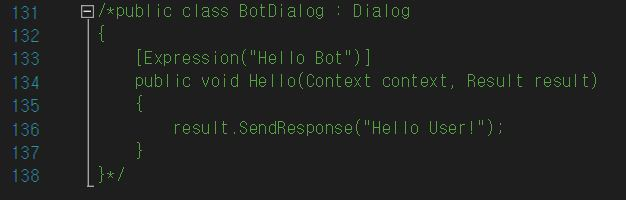 131 /*public class BotDialog : Dialog
132 {
133     [Expression("Hello Bot")]
134     public void Hello(Context context, Result result)
135     {
136         result.SendResponse("Hello User!");
137     }
138 }*/